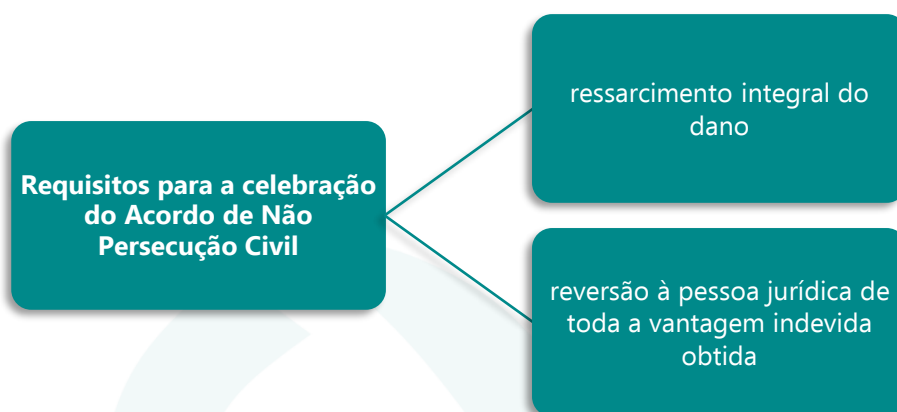 Requisitos para a celebração
do Acordo de Não
Persecução Civil
ressarcimento integral do
dano
reversão à pessoa jurídica de
toda a vantagem indevida
obtida